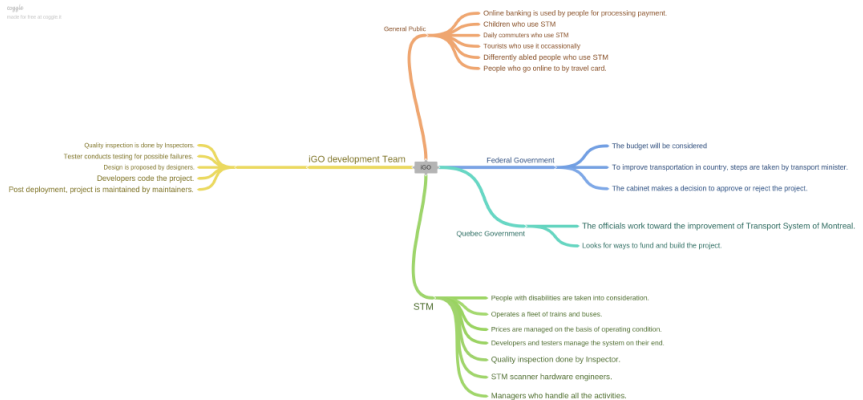 coggle
made for free at coggle.it
General Public
Online banking is used by people for processing payment.
Children who use STM
Daily commuters who use STM
Tourists who use it occassionally
Differently abled people who use STM
People who go online to by travel card.
iGO development Team
Quality inspection is done by Inspectors.
Tester conducts testing for possible failures.
Design is proposed by designers.
Developers code the project.
Post deployment, project is maintained by maintainers.
iGO
Federal Government
The budget will be considered
To improve transportation in country, steps are taken by transport minister.
The cabinet makes a decision to approve or reject the project.
Quebec Government
The officials work toward the improvement of Transport System of Montreal.
Looks for ways to fund and build the project.
STM
People with disabilities are taken into consideration.
Operates a fleet of trains and buses.
Prices are managed on the basis of operating condition.
Developers and testers manage the system on their end.
Quality inspection done by Inspector.
STM scanner hardware engineers.
Managers who handle all the activities.